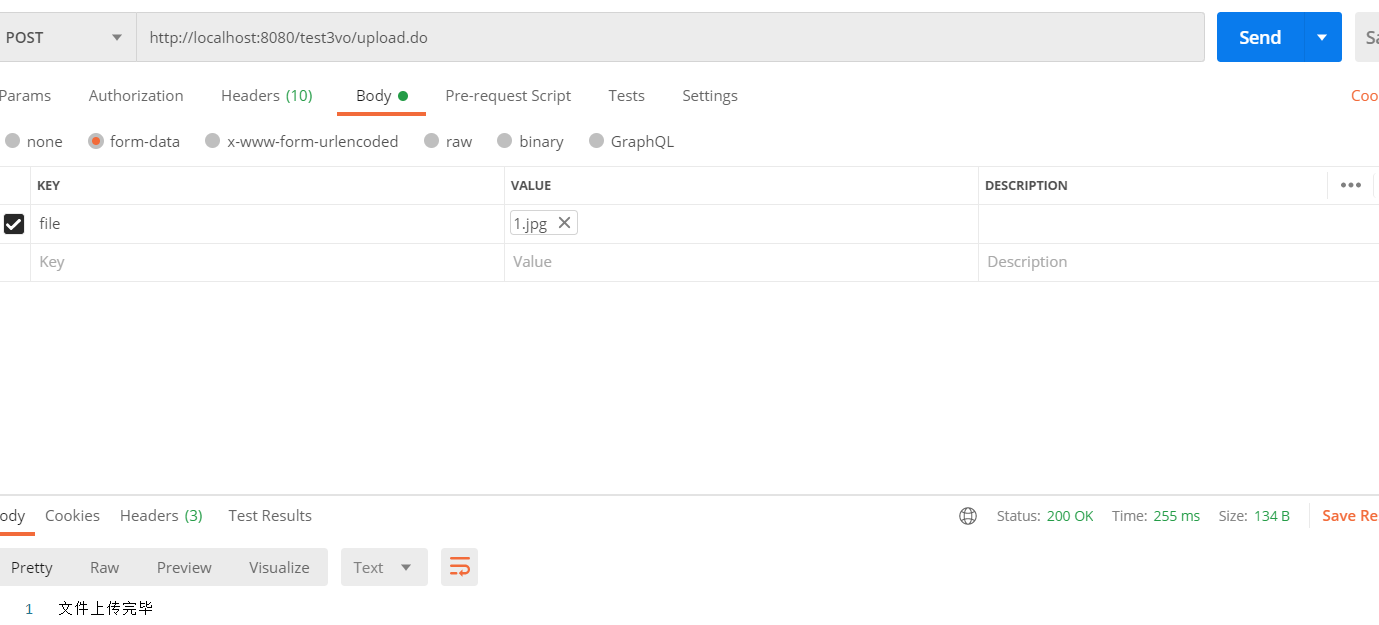 POST http://localhost:8080/test3vo/upload.do Send Sa
Params Authorization Headers (10) Body Pre-request Script Tests Settings Coo
none form-data x-www-form-urlencoded raw binary GraphQL
KEY VALUE DESCRIPTION
file 1.jpg
Key Value Description
ody Cookies Headers (3) Test Results Status: 200 OK Time: 255 ms Size: 134 B Save Re
Pretty Raw Preview Visualize Text
1 文件上传完毕